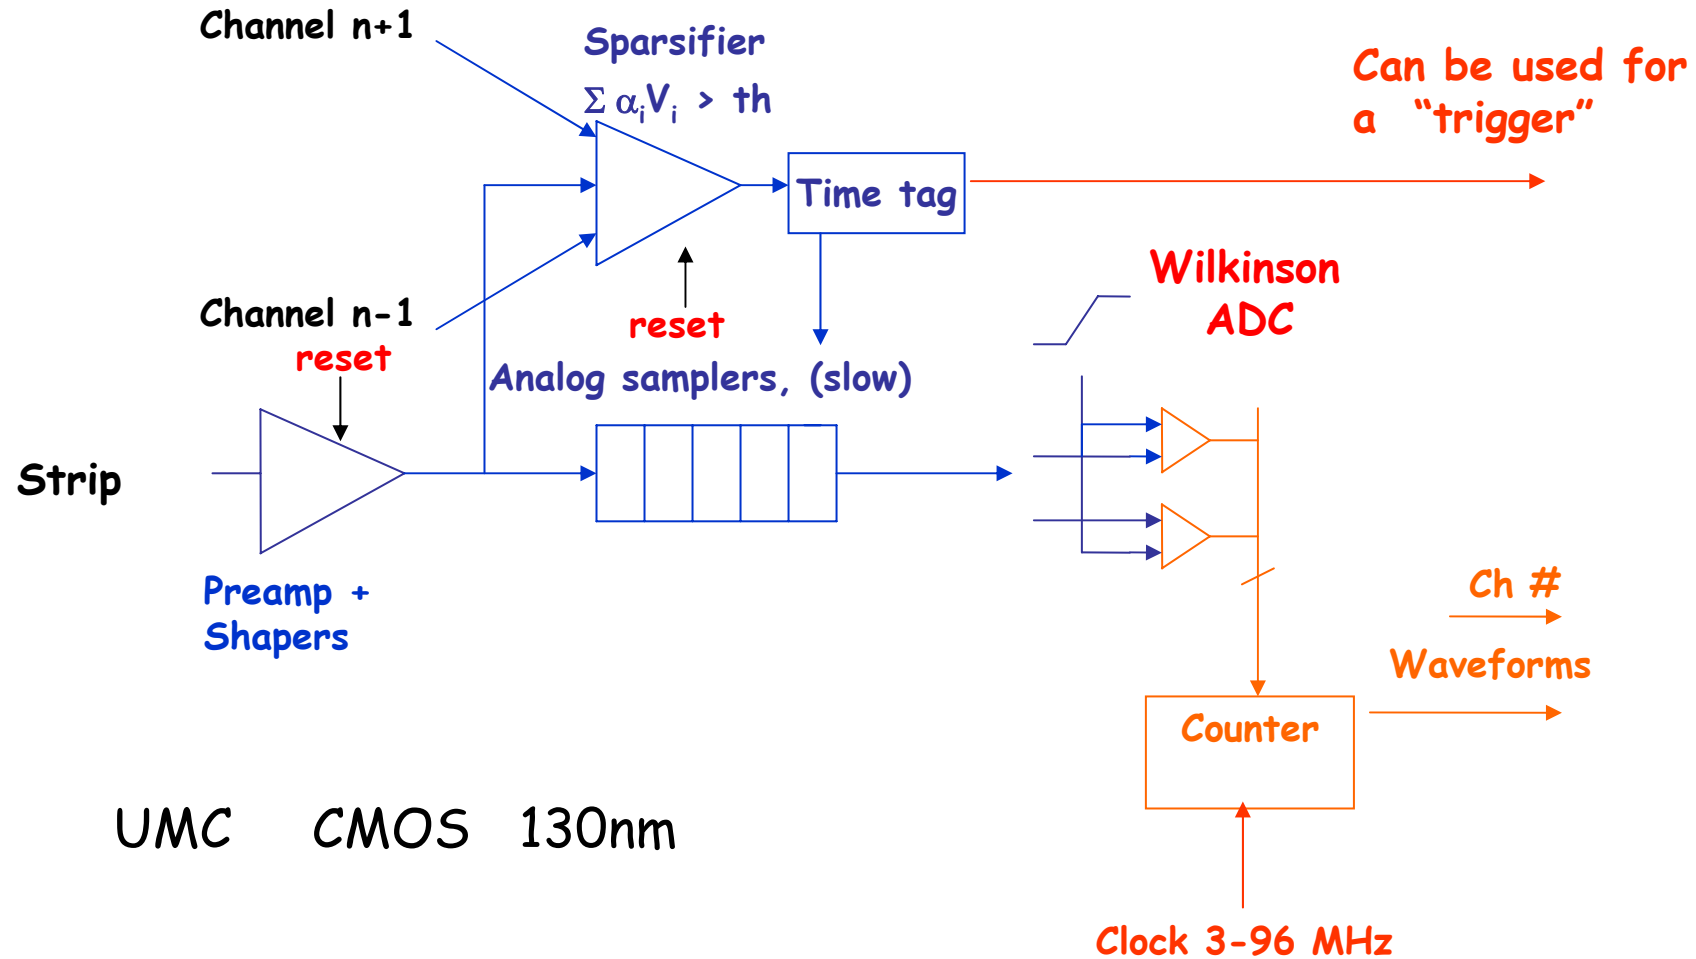 Channel n+1
Sparsifier
Σ αᵢVᵢ > th
Can be used for
a "trigger"
Time tag
Wilkinson
ADC
Channel n-1
reset
reset
Analog samplers, (slow)
Strip
Preamp +
Shapers
Ch #
Waveforms
Counter
UMC CMOS 130nm
Clock 3-96 MHz